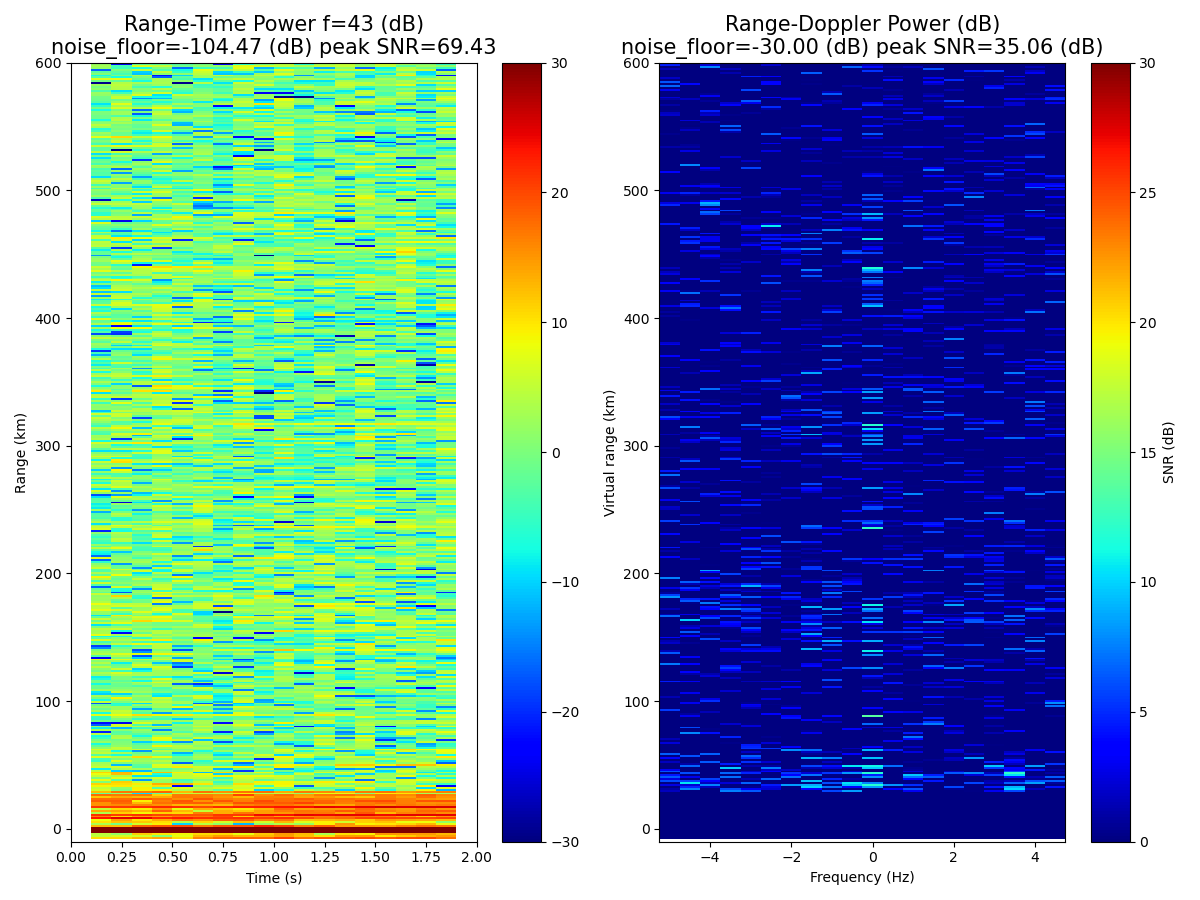 Range-Time Power f=43 (dB)
noise_floor=-104.47 (dB) peak SNR=69.43
Range-Doppler Power (dB)
noise_floor=-30.00 (dB) peak SNR=35.06 (dB)
600
500
400
300
200
100
0
Range (km)
0.00 0.25 0.50 0.75 1.00 1.25 1.50 1.75 2.00
Time (s)
30
20
10
0
−10
−20
−30
600
500
400
300
200
100
0
Virtual range (km)
−4 −2 0 2 4
Frequency (Hz)
30
25
20
15
10
5
0
SNR (dB)